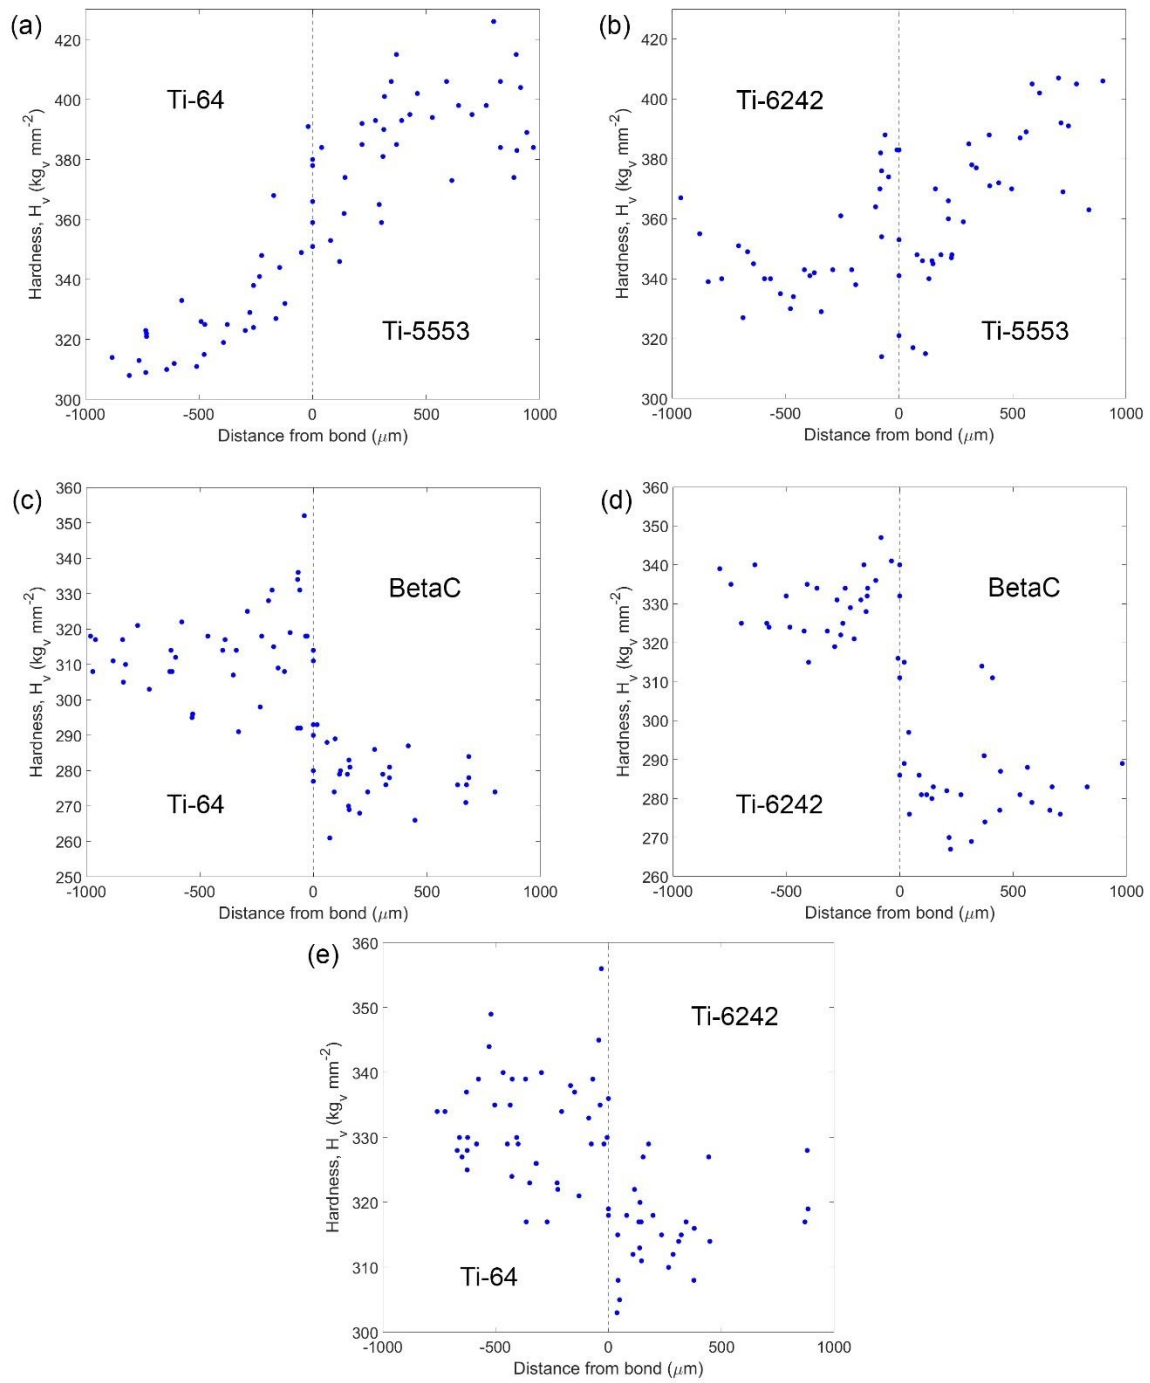 (a)
420
400
380
360
340
320
300
Hardness, Hᵥ (kgᵥ mm⁻²)
Ti-64
Ti-5553
-1000 -500 0 500 1000
Distance from bond (μm)
(b)
420
400
380
360
340
320
300
Hardness, Hᵥ (kgᵥ mm⁻²)
Ti-6242
Ti-5553
-1000 -500 0 500 1000
Distance from bond (μm)
(c)
360
350
340
330
320
310
300
290
280
270
260
250
Hardness, Hᵥ (kgᵥ mm⁻²)
BetaC
Ti-64
-1000 -500 0 500 1000
Distance from bond (μm)
(d)
360
350
340
330
320
310
300
290
280
270
260
Hardness, Hᵥ (kgᵥ mm⁻²)
BetaC
Ti-6242
-1000 -500 0 500 1000
Distance from bond (μm)
(e)
360
350
340
330
320
310
300
Hardness, Hᵥ (kgᵥ mm⁻²)
Ti-6242
Ti-64
-1000 -500 0 500 1000
Distance from bond (μm)